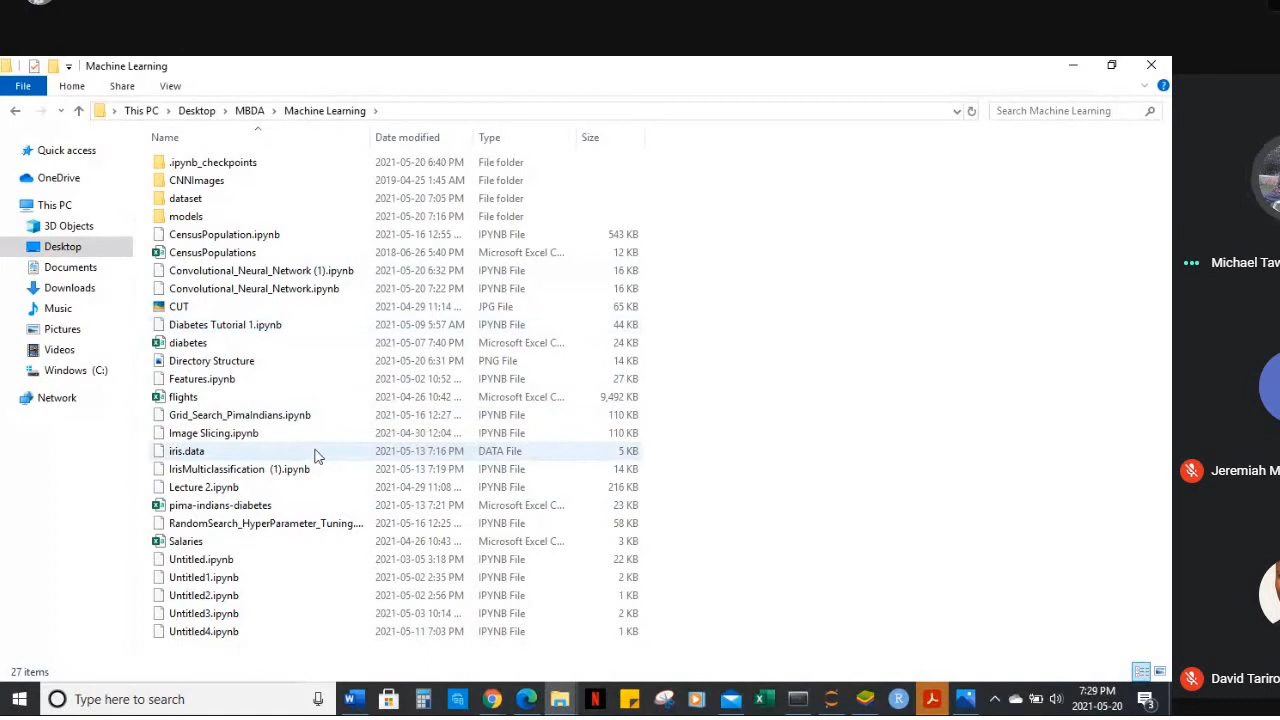 Machine Learning
File Home Share View
This PC > Desktop > MBDA > Machine Learning >
Search Machine Learning
Name Date modified Type Size
Quick access
OneDrive
This PC
3D Objects
Desktop
Documents
Downloads
Music
Pictures
Videos
Windows (C:)
Network
.ipynb_checkpoints 2021-05-20 6:40 PM File folder
CNNImages 2019-04-25 1:45 AM File folder
dataset 2021-05-20 7:05 PM File folder
models 2021-05-20 7:16 PM File folder
CensusPopulation.ipynb 2021-05-16 12:55 ... IPYNB File 543 KB
CensusPopulations 2018-06-26 5:40 PM Microsoft Excel C... 12 KB
Convolutional_Neural_Network (1).ipynb 2021-05-20 6:32 PM IPYNB File 16 KB
Convolutional_Neural_Network.ipynb 2021-05-20 7:22 PM IPYNB File 16 KB
CUT 2021-04-29 11:14 ... JPG File 65 KB
Diabetes Tutorial 1.ipynb 2021-05-09 5:57 AM IPYNB File 44 KB
diabetes 2021-05-07 7:40 PM Microsoft Excel C... 24 KB
Directory Structure 2021-05-20 6:31 PM PNG File 14 KB
Features.ipynb 2021-05-02 10:52 ... IPYNB File 27 KB
flights 2021-04-26 10:42 ... Microsoft Excel C... 9,492 KB
Grid_Search_PimaIndians.ipynb 2021-05-16 12:27 ... IPYNB File 110 KB
Image Slicing.ipynb 2021-04-30 12:04 ... IPYNB File 110 KB
iris.data 2021-05-13 7:16 PM DATA File 5 KB
IrisMulticlassification (1).ipynb 2021-05-13 7:19 PM IPYNB File 14 KB
Lecture 2.ipynb 2021-04-29 11:08 ... IPYNB File 216 KB
pima-indians-diabetes 2021-05-13 7:21 PM Microsoft Excel C... 23 KB
RandomSearch_HyperParameter_Tuning.... 2021-05-16 12:25 ... IPYNB File 58 KB
Salaries 2021-04-26 10:43 ... Microsoft Excel C... 3 KB
Untitled.ipynb 2021-03-05 3:18 PM IPYNB File 22 KB
Untitled1.ipynb 2021-05-02 2:35 PM IPYNB File 2 KB
Untitled2.ipynb 2021-05-02 2:56 PM IPYNB File 1 KB
Untitled3.ipynb 2021-05-03 10:14 ... IPYNB File 2 KB
Untitled4.ipynb 2021-05-11 7:03 PM IPYNB File 1 KB
27 items
Michael Taw
Jeremiah M
David Tariro
Type here to search
7:29 PM
2021-05-20
3